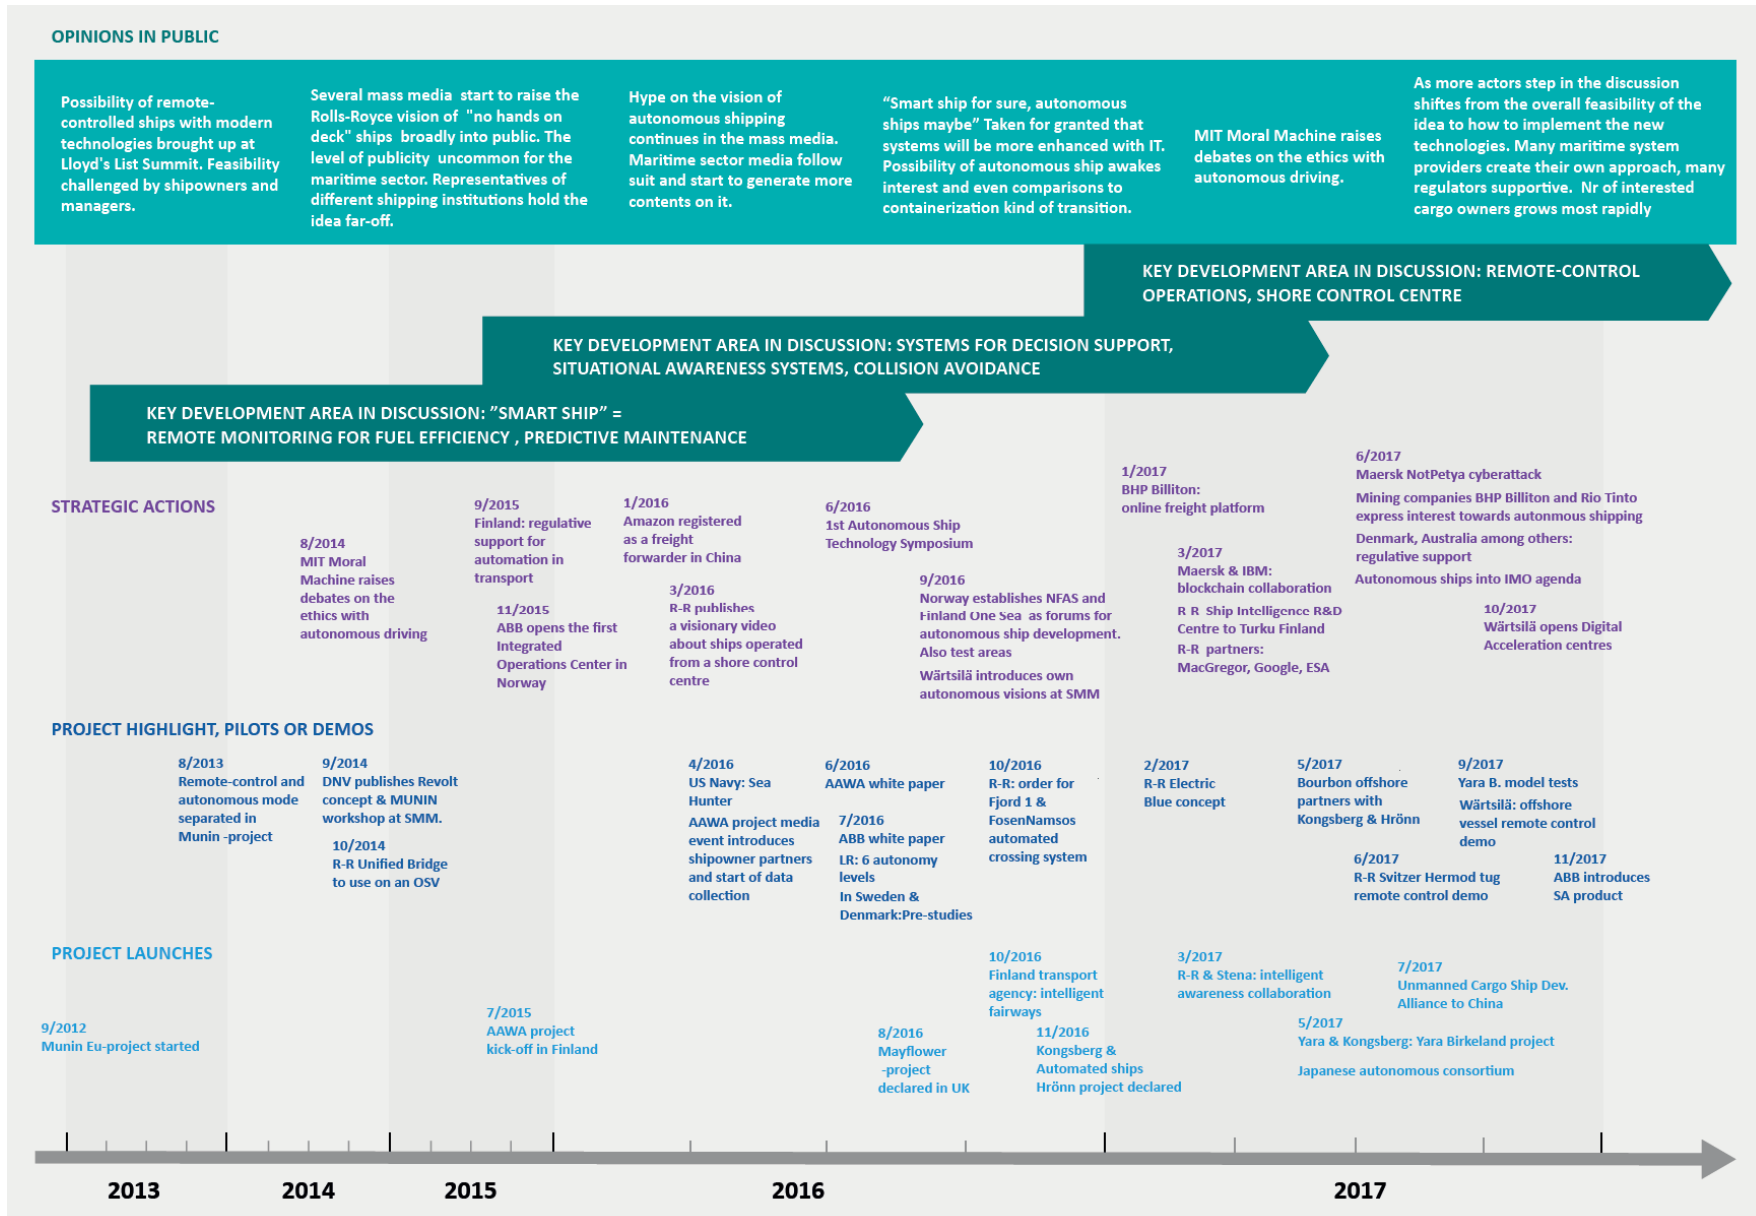 OPINIONS IN PUBLIC
Possibility of remote-
controlled ships with modern
technologies brought up at
Lloyd's List Summit. Feasibility
challenged by shipowners and
managers.
Several mass media start to raise the
Rolls-Royce vision of "no hands on
deck" ships broadly into public. The
level of publicity uncommon for the
maritime sector. Representatives of
different shipping institutions hold the
idea far-off.
Hype on the vision of
autonomous shipping
continues in the mass media.
Maritime sector media follow
suit and start to generate more
contents on it.
“Smart ship for sure, autonomous
ships maybe” Taken for granted that
systems will be more enhanced with IT.
Possibility of autonomous ship awakes
interest and even comparisons to
containerization kind of transition.
MIT Moral Machine raises
debates on the ethics with
autonomous driving.
As more actors step in the discussion
shiftes from the overall feasibility of the
idea to how to implement the new
technologies. Many maritime system
providers create their own approach, many
regulators supportive. Nr of interested
cargo owners grows most rapidly
KEY DEVELOPMENT AREA IN DISCUSSION: REMOTE-CONTROL
OPERATIONS, SHORE CONTROL CENTRE
KEY DEVELOPMENT AREA IN DISCUSSION: SYSTEMS FOR DECISION SUPPORT,
SITUATIONAL AWARENESS SYSTEMS, COLLISION AVOIDANCE
KEY DEVELOPMENT AREA IN DISCUSSION: ”SMART SHIP” =
REMOTE MONITORING FOR FUEL EFFICIENCY , PREDICTIVE MAINTENANCE
STRATEGIC ACTIONS
8/2014
MIT Moral
Machine raises
debates on the
ethics with
autonomous driving
9/2015
Finland: regulative
support for
automation in
transport
11/2015
ABB opens the first
Integrated
Operations Center in
Norway
1/2016
Amazon registered
as a freight
forwarder in China
3/2016
R-R publishes
a visionary video
about ships operated
from a shore control
centre
6/2016
1st Autonomous Ship
Technology Symposium
9/2016
Norway establishes NFAS and
Finland One Sea as forums for
autonomous ship development.
Also test areas
Wärtsilä introduces own
autonomous visions at SMM
1/2017
BHP Billiton:
online freight platform
3/2017
Maersk & IBM:
blockchain collaboration
R R Ship Intelligence R&D
Centre to Turku Finland
R-R partners:
MacGregor, Google, ESA
6/2017
Maersk NotPetya cyberattack
Mining companies BHP Billiton and Rio Tinto
express interest towards autonmous shipping
Denmark, Australia among others:
regulative support
Autonomous ships into IMO agenda
10/2017
Wärtsilä opens Digital
Acceleration centres
PROJECT HIGHLIGHT, PILOTS OR DEMOS
8/2013
Remote-control and
autonomous mode
separated in
Munin -project
9/2014
DNV publishes Revolt
concept & MUNIN
workshop at SMM.
10/2014
R-R Unified Bridge
to use on an OSV
4/2016
US Navy: Sea
Hunter
AAWA project media
event introduces
shipowner partners
and start of data
collection
6/2016
AAWA white paper
7/2016
ABB white paper
LR: 6 autonomy
levels
In Sweden &
Denmark:Pre-studies
10/2016
R-R: order for
Fjord 1 &
FosenNamsos
automated
crossing system
2/2017
R-R Electric
Blue concept
5/2017
Bourbon offshore
partners with
Kongsberg & Hrönn
6/2017
R-R Svitzer Hermod tug
remote control demo
9/2017
Yara B. model tests
Wärtsilä: offshore
vessel remote control
demo
11/2017
ABB introduces
SA product
PROJECT LAUNCHES
9/2012
Munin Eu-project started
7/2015
AAWA project
kick-off in Finland
8/2016
Mayflower
-project
declared in UK
10/2016
Finland transport
agency: intelligent
fairways
11/2016
Kongsberg &
Automated ships
Hrönn project declared
3/2017
R-R & Stena: intelligent
awareness collaboration
5/2017
Yara & Kongsberg: Yara Birkeland project
Japanese autonomous consortium
7/2017
Unmanned Cargo Ship Dev.
Alliance to China
2013
2014
2015
2016
2017